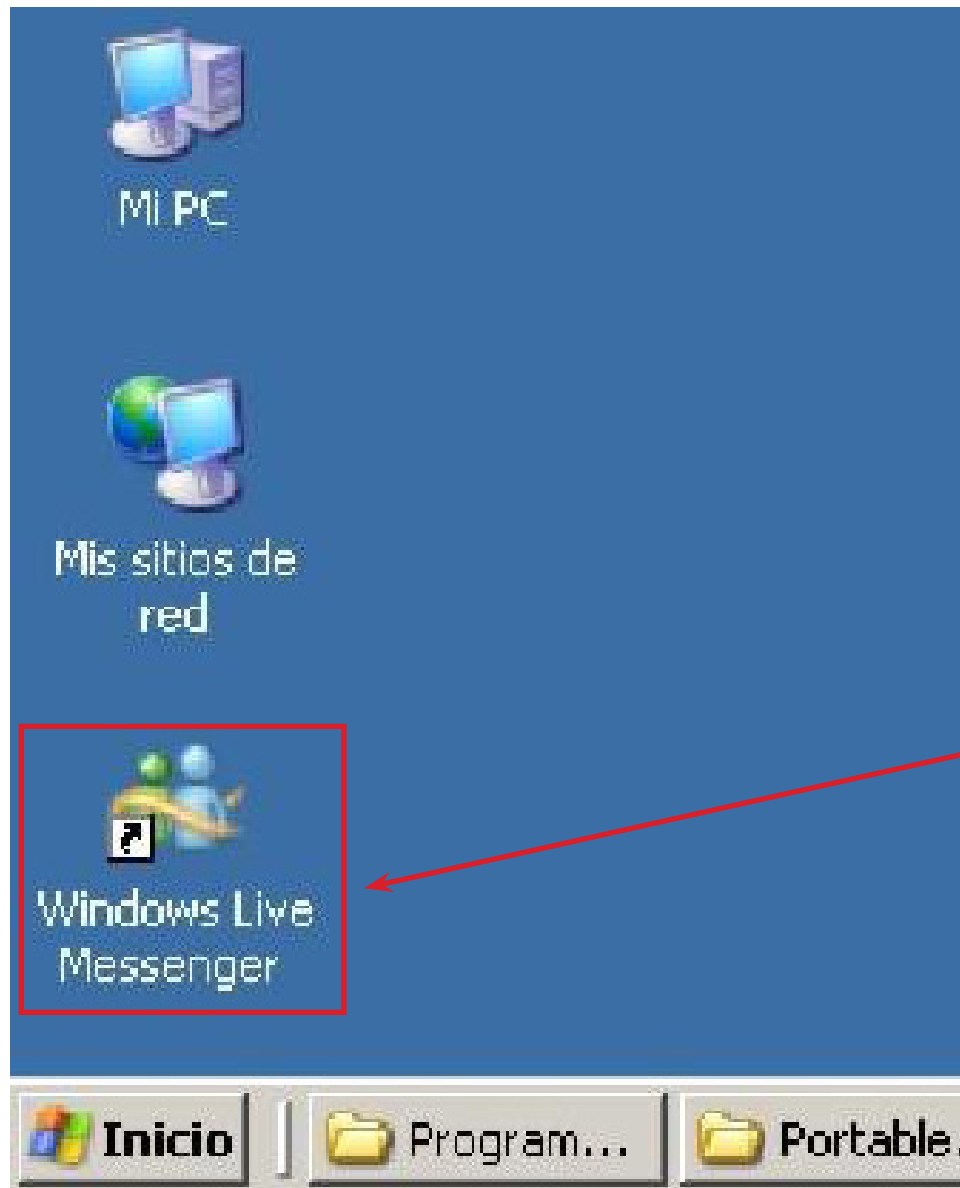 Mi PC
Mis sitios de
red
Windows Live
Messenger
Inicio
Program...
Portable.